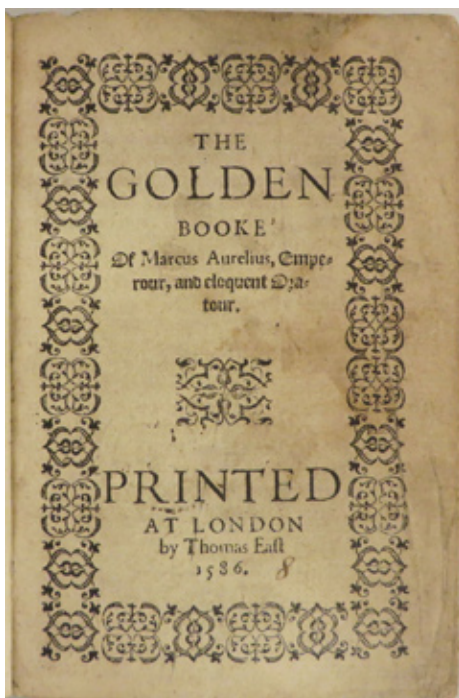 THE
GOLDEN
BOOKE
Of Marcus Aurelius, Empe-
rour, and eloquent Ora-
tour.
PRINTED
AT LONDON
by Thomas Eaſt
1586. 8